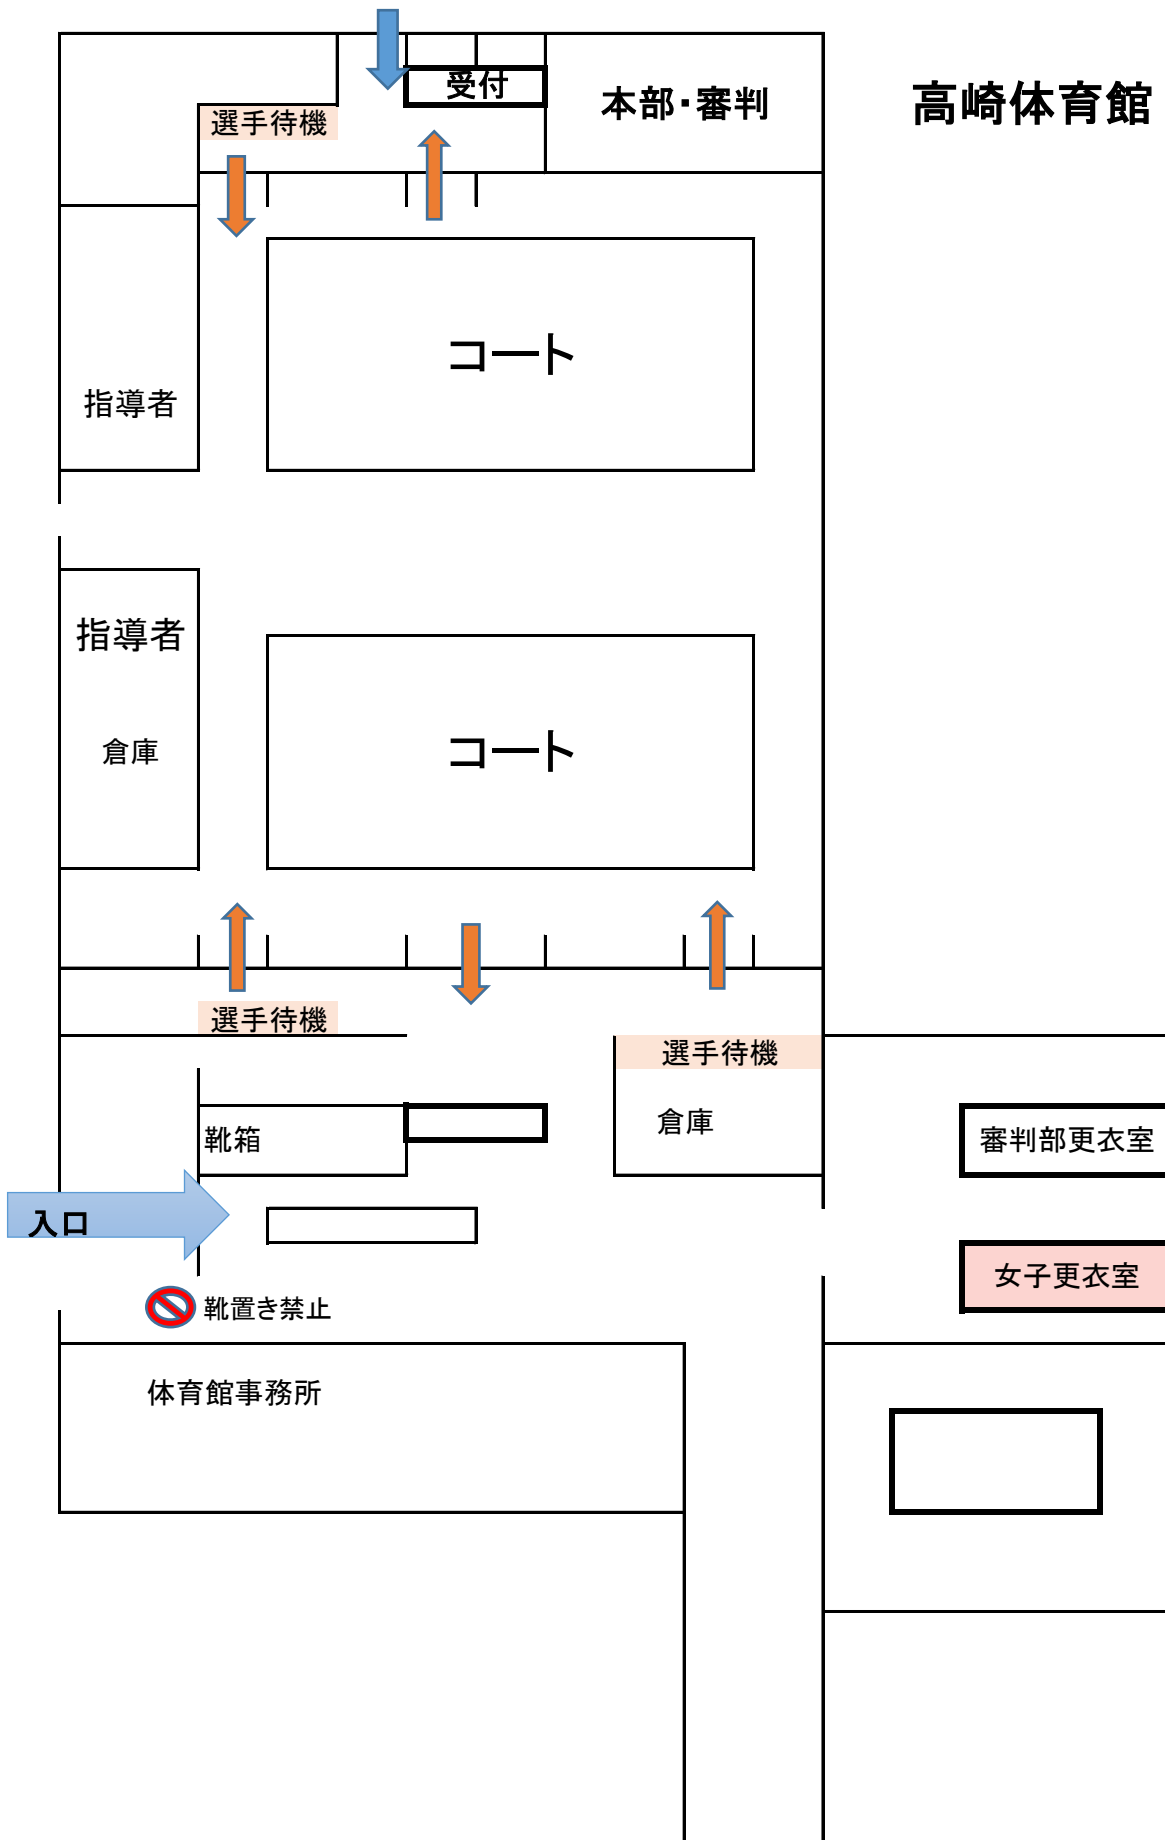 受付
本部・審判
高崎体育館
選手待機
コート
指導者
指導者
倉庫
コート
選手待機
選手待機
倉庫
靴箱
審判部更衣室
入口
女子更衣室
靴置き禁止
体育館事務所